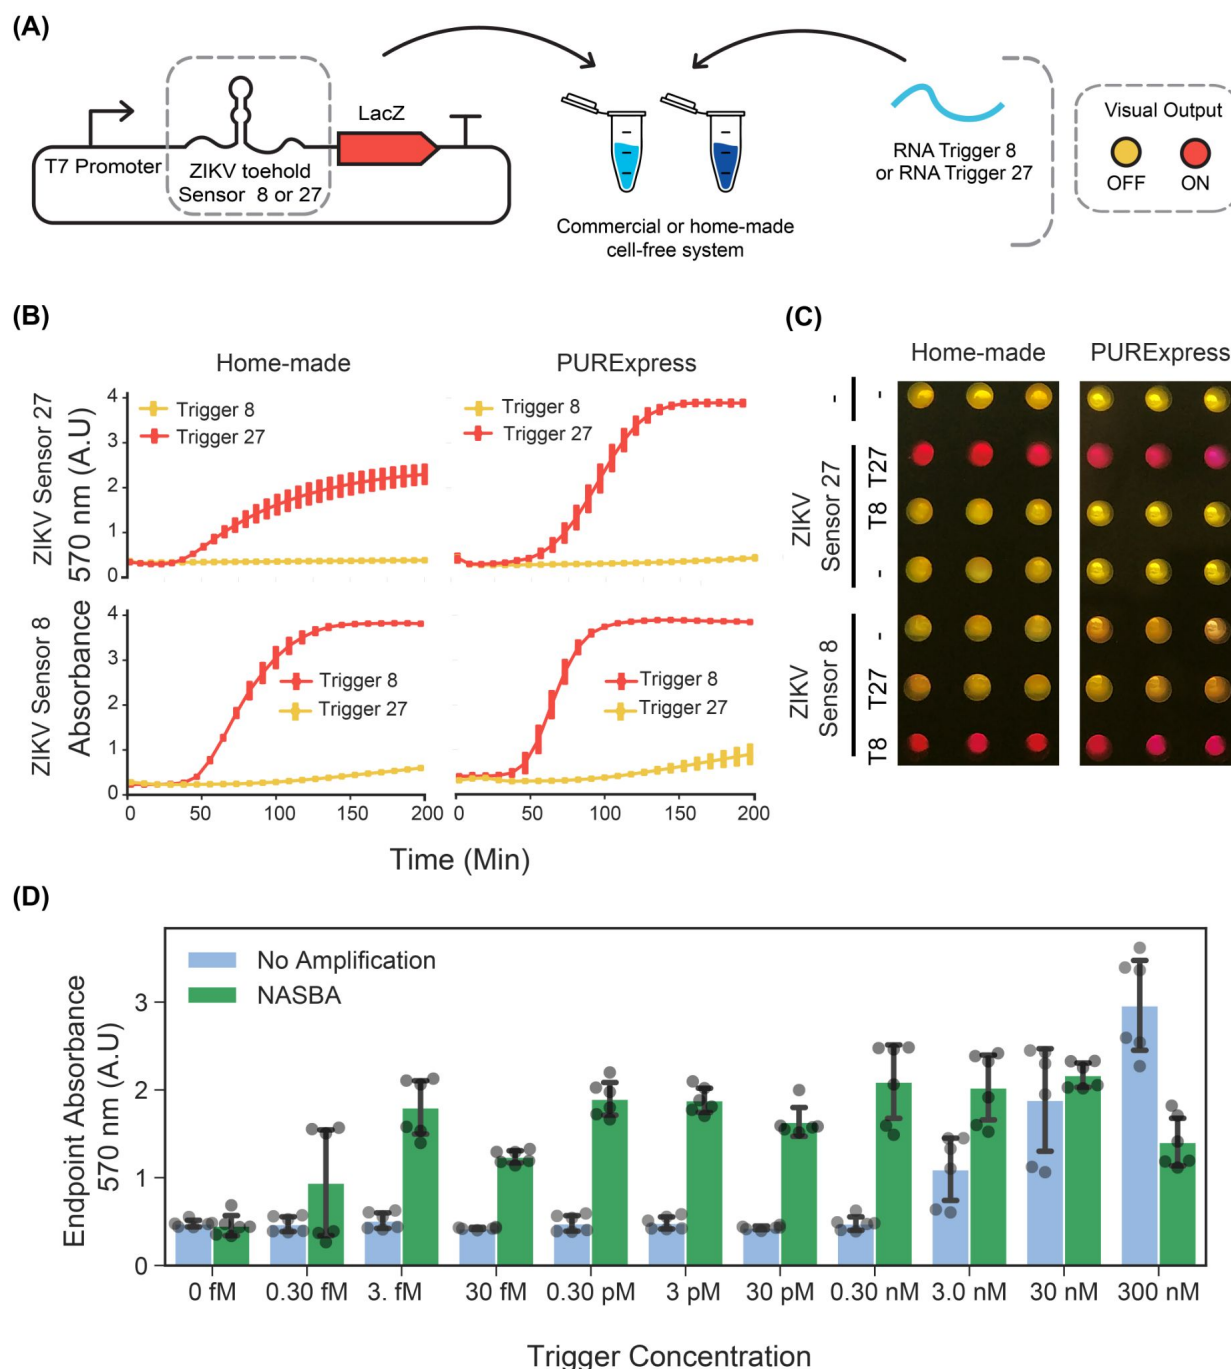 (A)
T7 Promoter
ZIKV toehold
Sensor 8 or 27
LacZ
Commercial or home-made
cell-free system
RNA Trigger 8
or RNA Trigger 27
Visual Output
OFF
ON
(B)
Home-made
PURExpress
ZIKV Sensor 27
570 nm (A.U)
4
3
2
1
0
Trigger 8
Trigger 27
Trigger 8
Trigger 27
ZIKV Sensor 8
Absorbance
4
3
2
1
0
Trigger 8
Trigger 27
Trigger 8
Trigger 27
0
50
100
150
200
0
50
100
150
200
Time (Min)
(C)
Home-made
PURExpress
-
-
ZIKV
Sensor 27
T27
T8
-
ZIKV
Sensor 8
-
T27
T8
(D)
Endpoint Absorbance
570 nm (A.U)
3
2
1
0
No Amplification
NASBA
0 fM
0.30 fM
3. fM
30 fM
0.30 pM
3 pM
30 pM
0.30 nM
3.0 nM
30 nM
300 nM
Trigger Concentration